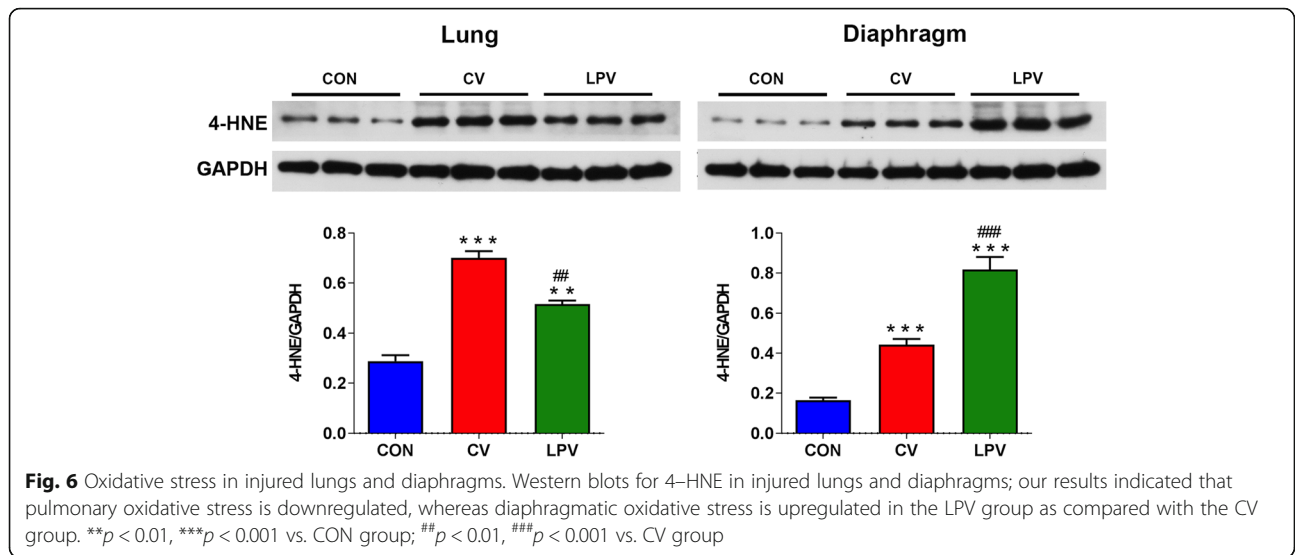 Lung Diaphragm
CON CV LPV CON CV LPV
4-HNE
GAPDH
4-HNE/GAPDH
0.8
0.6
0.4
0.2
0.0
***
##
**
CON CV LPV
4-HNE/GAPDH
1.0
0.8
0.6
0.4
0.2
0.0
***
###
***
CON CV LPV
Fig. 6 Oxidative stress in injured lungs and diaphragms. Western blots for 4–HNE in injured lungs and diaphragms; our results indicated that
pulmonary oxidative stress is downregulated, whereas diaphragmatic oxidative stress is upregulated in the LPV group as compared with the CV
group. **p < 0.01, ***p < 0.001 vs. CON group; ##p < 0.01, ###p < 0.001 vs. CV group